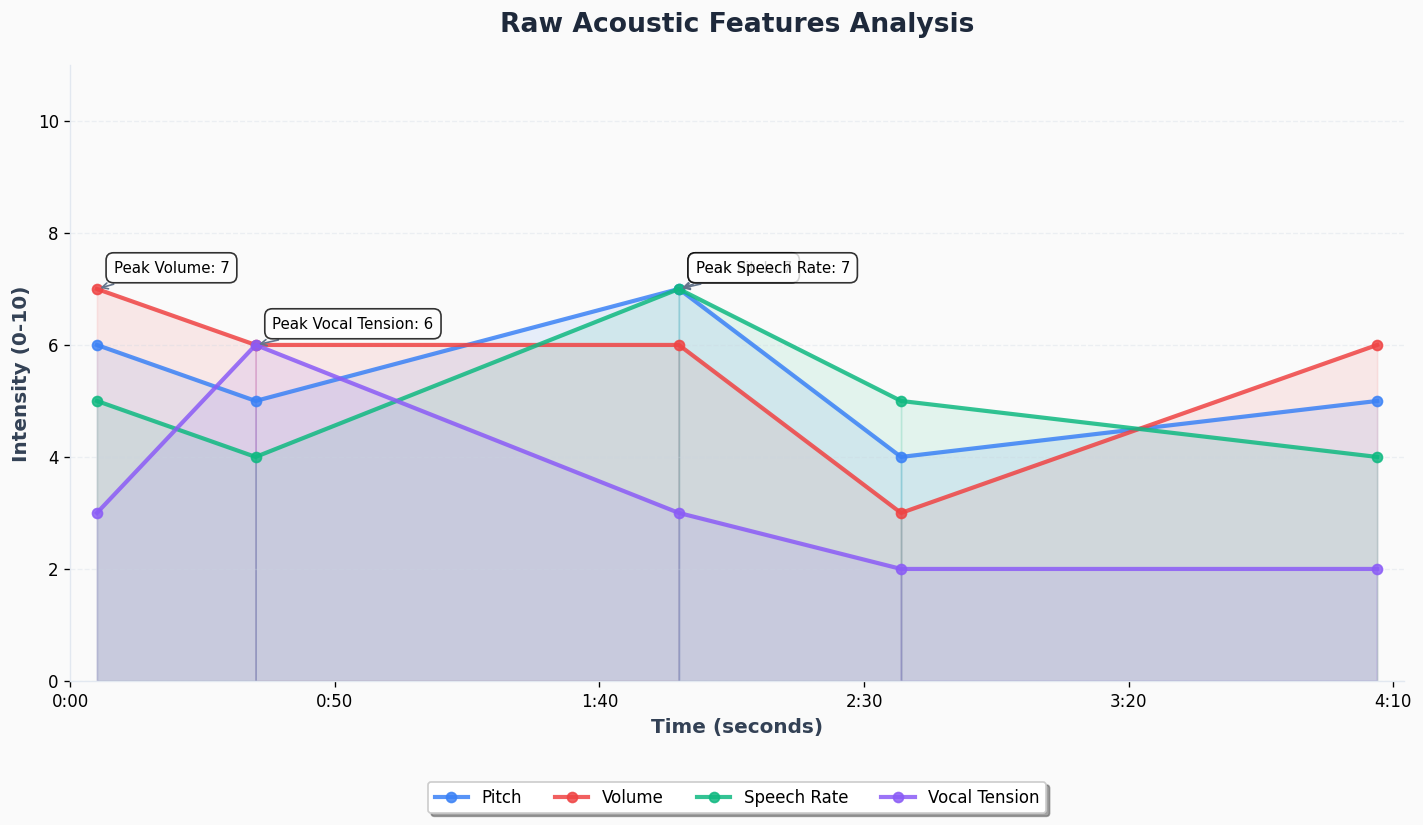 Raw Acoustic Features Analysis
Intensity (0-10)
10
8
6
4
2
0
Peak Volume: 7
Peak Vocal Tension: 6
Peak Speech Rate: 7
0:00
0:50
1:40
2:30
3:20
4:10
Time (seconds)
Pitch
Volume
Speech Rate
Vocal Tension